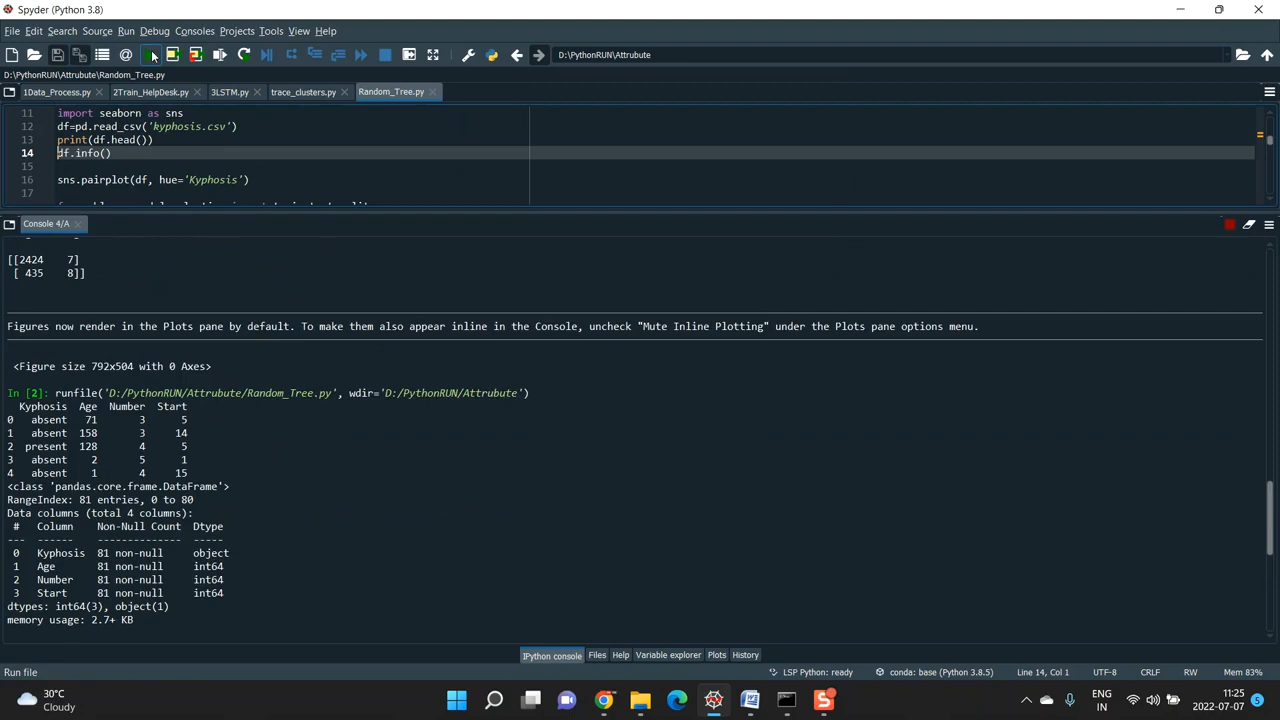 Spyder (Python 3.8)
File Edit Search Source Run Debug Consoles Projects Tools View Help
D:\PythonRUN\Attrubute
D:\PythonRUN\Attrubute\Random_Tree.py
1Data_Process.py 2Train_HelpDesk.py 3LSTM.py trace_clusters.py Random_Tree.py
11 import seaborn as sns
12 df=pd.read_csv('kyphosis.csv')
13 print(df.head())
14 df.info()
15
16 sns.pairplot(df, hue='Kyphosis')
17
Console 4/A
[[2424 7]
[ 435 8]]
Figures now render in the Plots pane by default. To make them also appear inline in the Console, uncheck "Mute Inline Plotting" under the Plots pane options menu.
<Figure size 792x504 with 0 Axes>
In [2]: runfile('D:/PythonRUN/Attrubute/Random_Tree.py', wdir='D:/PythonRUN/Attrubute')
Kyphosis Age Number Start
0 absent 71 3 5
1 absent 158 3 14
2 present 128 4 5
3 absent 2 5 1
4 absent 1 4 15
<class 'pandas.core.frame.DataFrame'>
RangeIndex: 81 entries, 0 to 80
Data columns (total 4 columns):
# Column Non-Null Count Dtype
--- ------ -------------- -----
0 Kyphosis 81 non-null object
1 Age 81 non-null int64
2 Number 81 non-null int64
3 Start 81 non-null int64
dtypes: int64(3), object(1)
memory usage: 2.7+ KB
IPython console Files Help Variable explorer Plots History
Run file LSP Python: ready conda: base (Python 3.8.5) Line 14, Col 1 UTF-8 CRLF RW Mem 83%
30°C
Cloudy
ENG
IN
11:25
2022-07-07
5